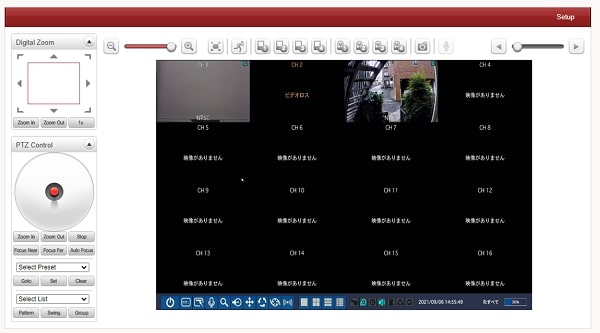 Setup
Digital Zoom
Zoom In Zoom Out 1x
PTZ Control
Zoom In Zoom Out Stop
Focus Near Focus Far Auto Focus
Select Preset
Goto Set Clear
Select List
Pattern Swing Group
CH 2 CH 4
ビデオロス 映像がありません
NTSC
CH 5 CH 6 CH 7 CH 8
映像がありません 映像がありません 映像がありません 映像がありません
CH 9 CH 10 CH 11 CH 12
映像がありません 映像がありません 映像がありません 映像がありません
CH 13 CH 14 CH 15 CH 16
映像がありません 映像がありません 映像がありません 映像がありません
2021/09/06 14:55:49